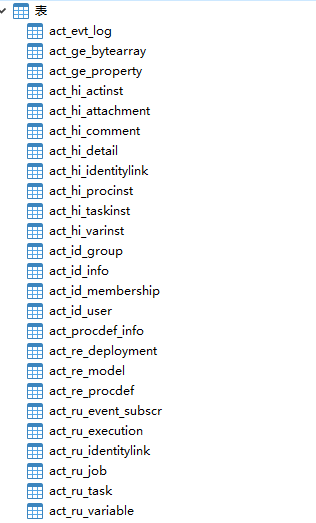 表
act_evt_log
act_ge_bytearray
act_ge_property
act_hi_actinst
act_hi_attachment
act_hi_comment
act_hi_detail
act_hi_identitylink
act_hi_procinst
act_hi_taskinst
act_hi_varinst
act_id_group
act_id_info
act_id_membership
act_id_user
act_procdef_info
act_re_deployment
act_re_model
act_re_procdef
act_ru_event_subscr
act_ru_execution
act_ru_identitylink
act_ru_job
act_ru_task
act_ru_variable